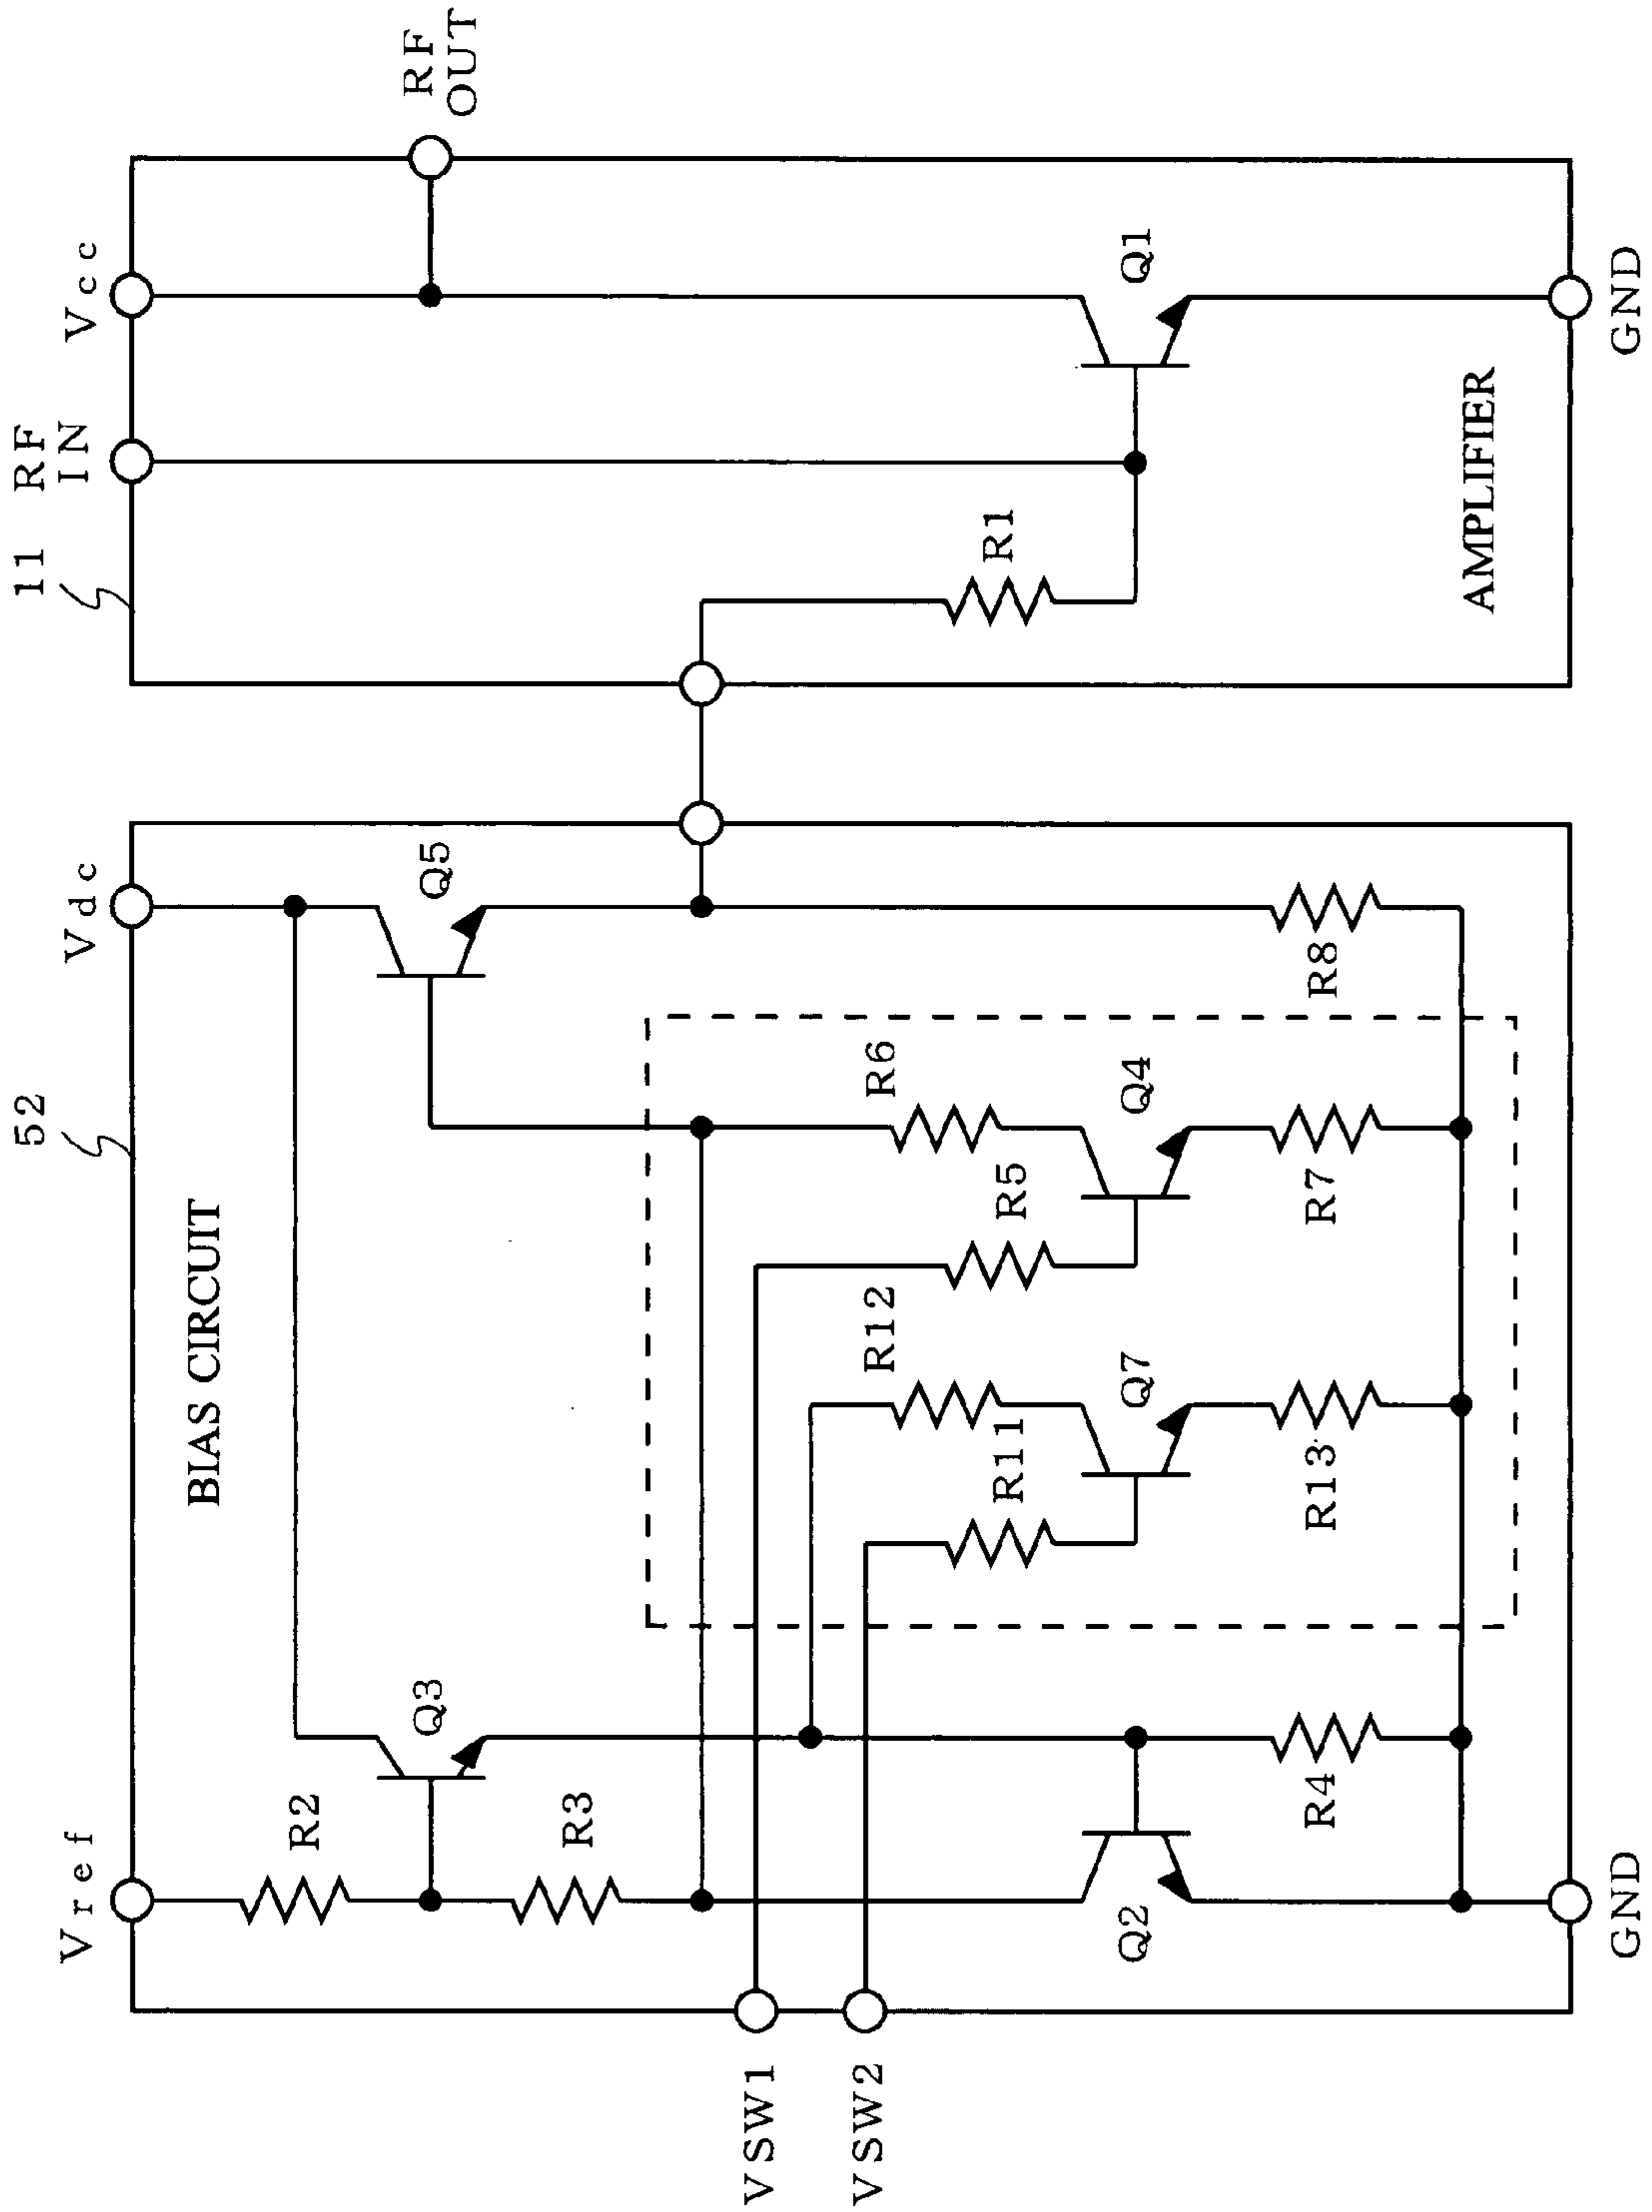 52
11
Vref
Vdc
RF
IN
Vcc
BIAS CIRCUIT
R2
Q3
Q5
RF
OUT
R3
VSW1
VSW2
R12
R6
R11
R5
R1
Q2
Q7
Q4
Q1
R4
R13
R7
R8
AMPLIFIER
GND
GND